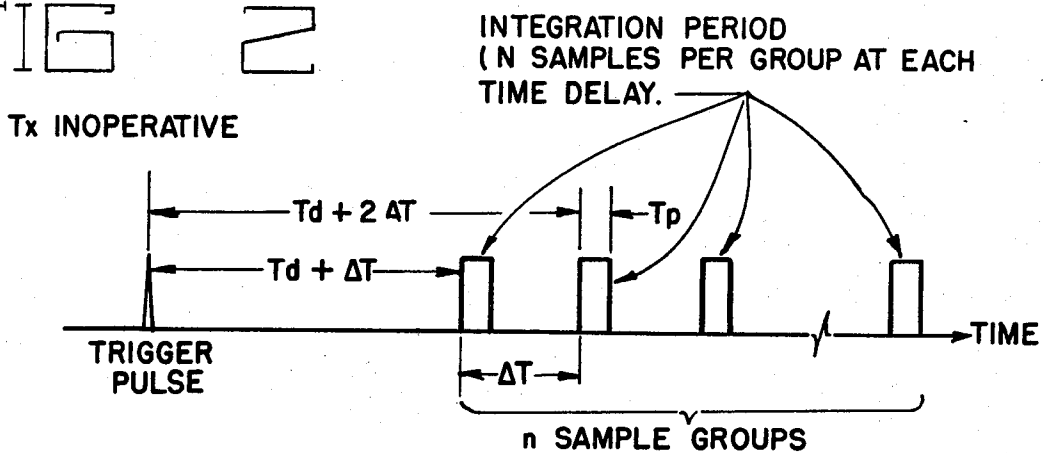 FIG 2
INTEGRATION PERIOD
(N SAMPLES PER GROUP AT EACH
TIME DELAY.
Tx INOPERATIVE
Td + 2 ΔT
Tp
Td + ΔT
TIME
TRIGGER
PULSE
ΔT
n SAMPLE GROUPS